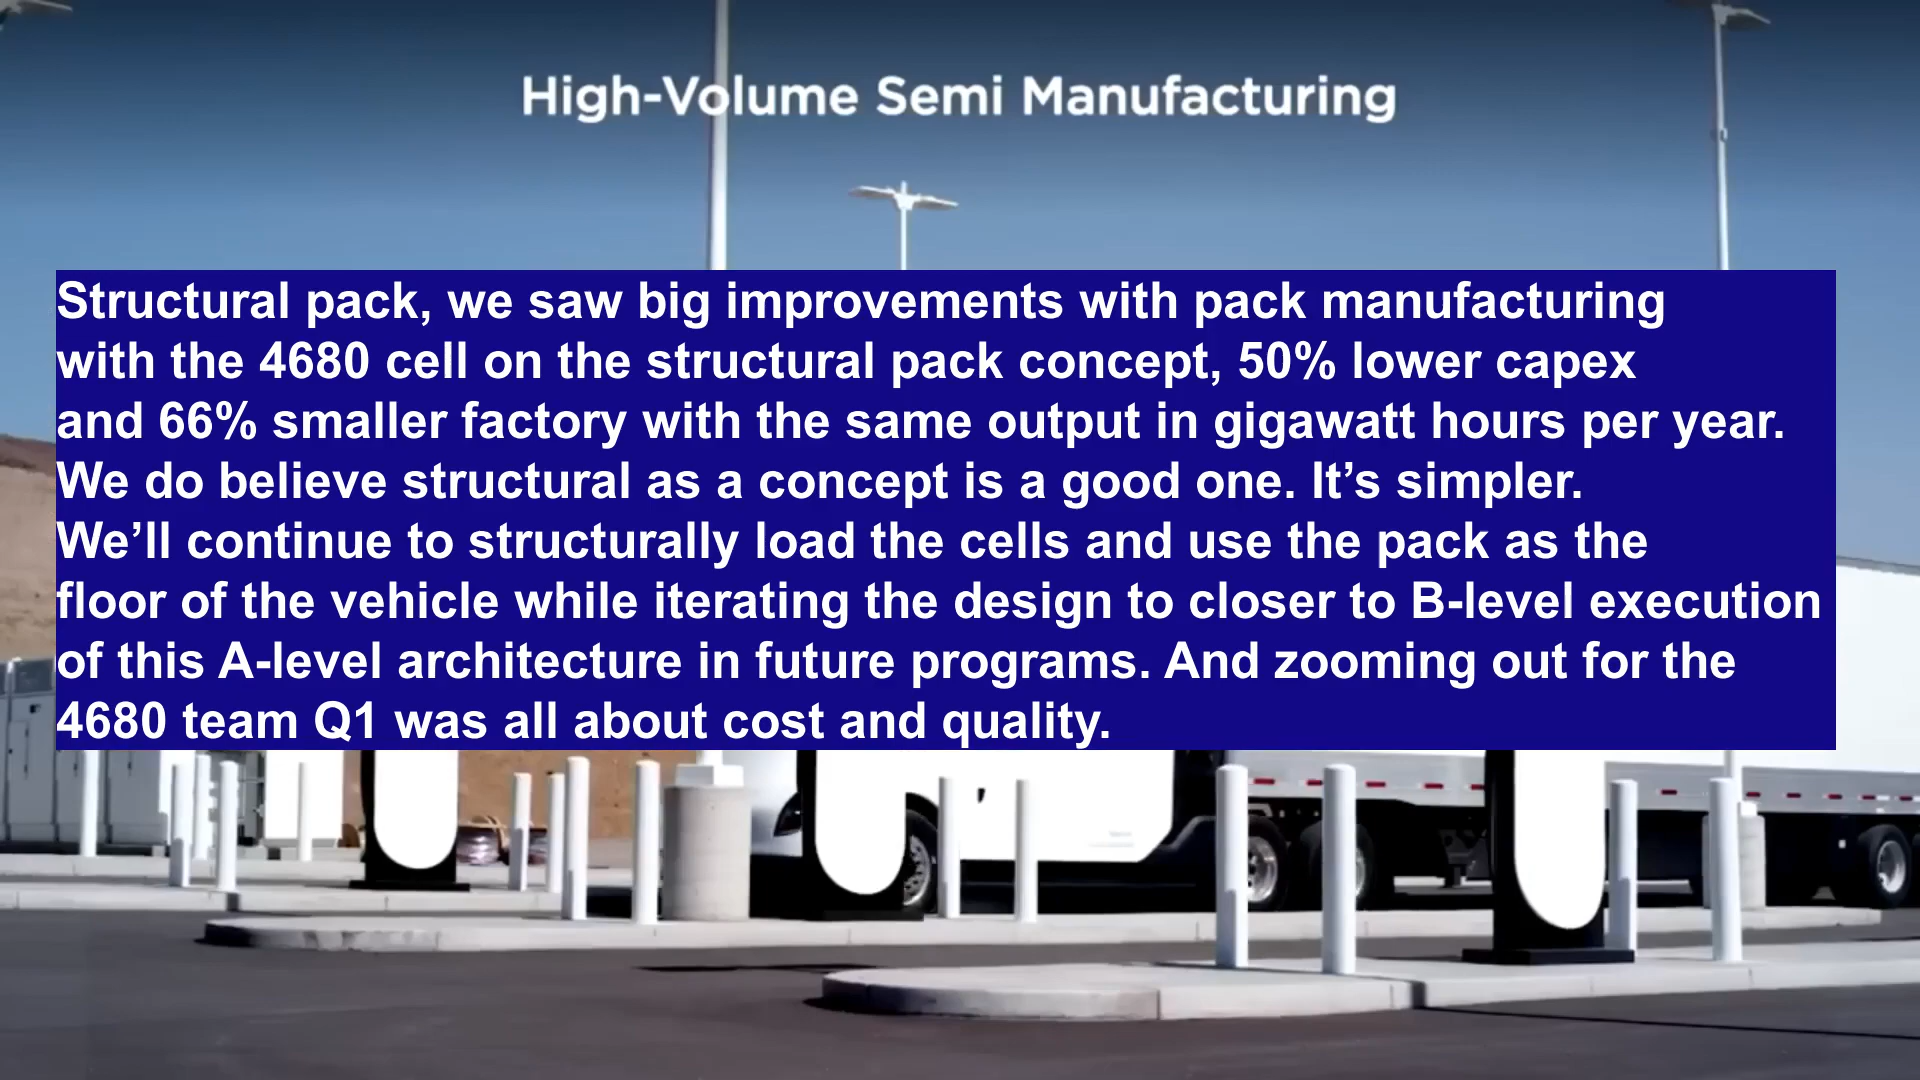 High-Volume Semi Manufacturing
Structural pack, we saw big improvements with pack manufacturing
with the 4680 cell on the structural pack concept, 50% lower capex
and 66% smaller factory with the same output in gigawatt hours per year.
We do believe structural as a concept is a good one. It’s simpler.
We’ll continue to structurally load the cells and use the pack as the
floor of the vehicle while iterating the design to closer to B-level execution
of this A-level architecture in future programs. And zooming out for the
4680 team Q1 was all about cost and quality.